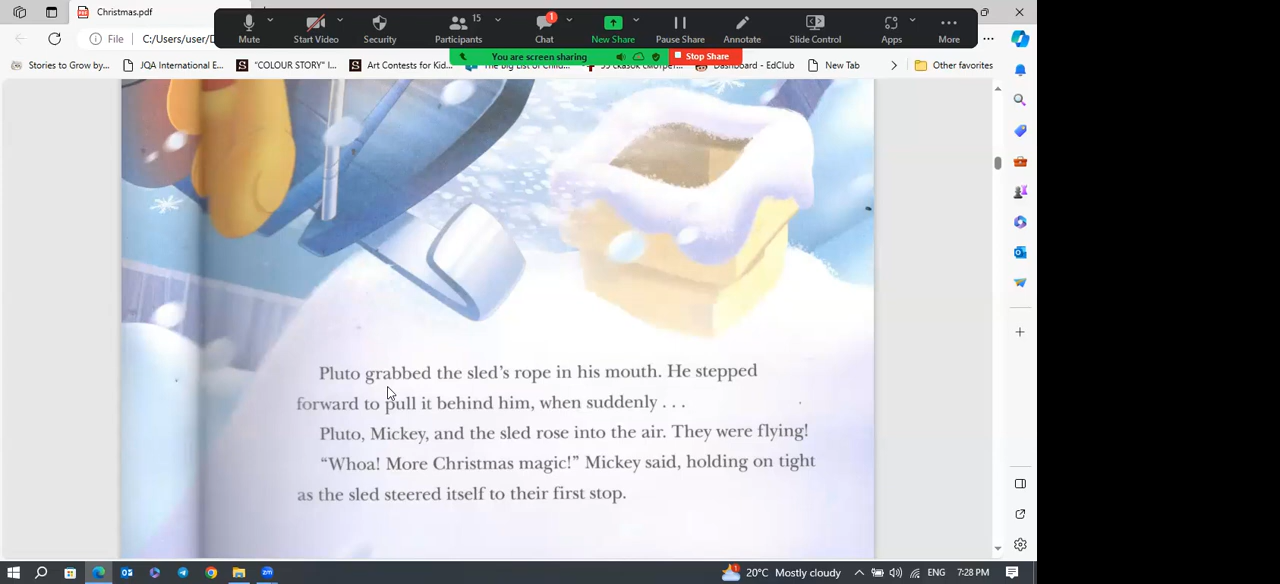 Christmas.pdf
15
1
Mute
Start Video
Security
Participants
Chat
New Share
Pause Share
Annotate
Slide Control
Apps
More
File
C:/Users/user/D
You are screen sharing
Stop Share
Stories to Grow by...
JQA International E...
"COLOUR STORY" I...
Art Contests for Kid...
Dashboard - EdClub
New Tab
Other favorites
Pluto grabbed the sled's rope in his mouth. He stepped
forward to pull it behind him, when suddenly . . .
Pluto, Mickey, and the sled rose into the air. They were flying!
"Whoa! More Christmas magic!" Mickey said, holding on tight
as the sled steered itself to their first stop.
20°C Mostly cloudy
ENG
7:28 PM